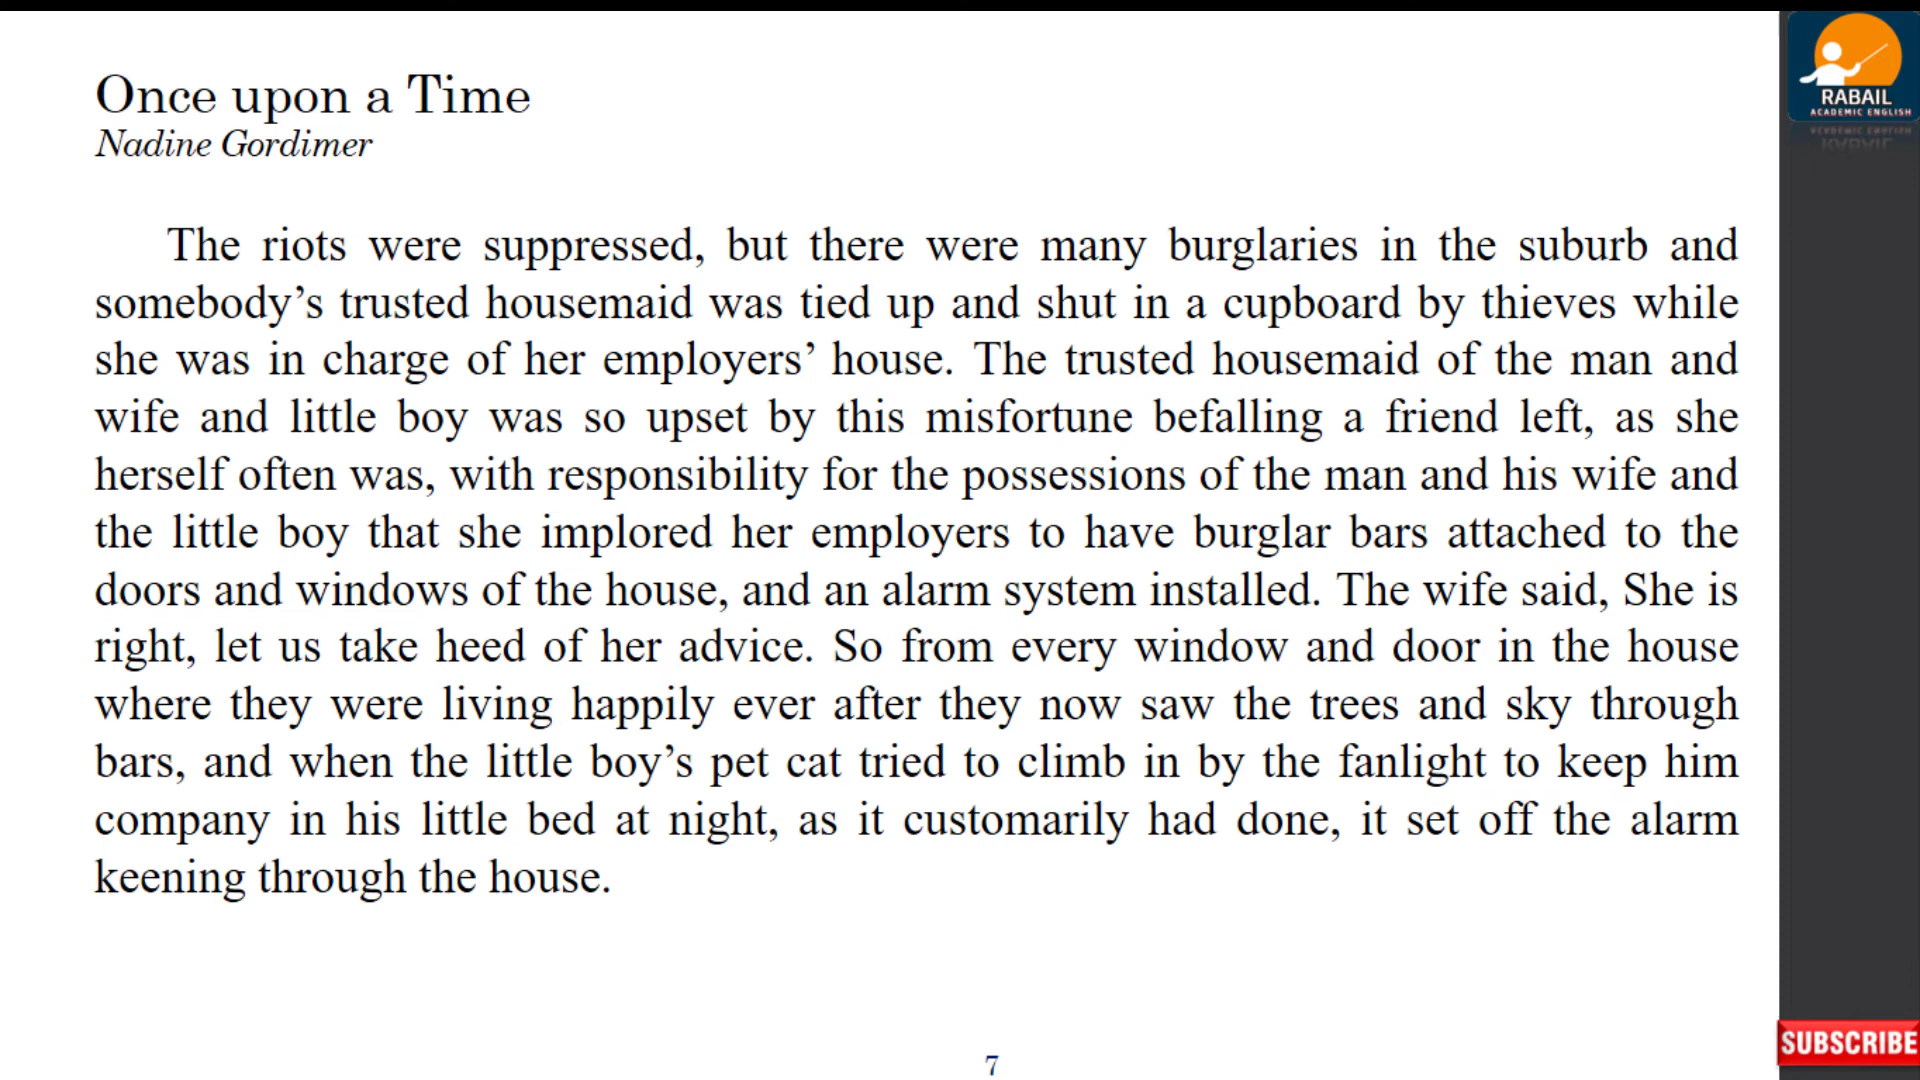 Once upon a Time
Nadine Gordimer
The riots were suppressed, but there were many burglaries in the suburb and
somebody’s trusted housemaid was tied up and shut in a cupboard by thieves while
she was in charge of her employers’ house. The trusted housemaid of the man and
wife and little boy was so upset by this misfortune befalling a friend left, as she
herself often was, with responsibility for the possessions of the man and his wife and
the little boy that she implored her employers to have burglar bars attached to the
doors and windows of the house, and an alarm system installed. The wife said, She is
right, let us take heed of her advice. So from every window and door in the house
where they were living happily ever after they now saw the trees and sky through
bars, and when the little boy’s pet cat tried to climb in by the fanlight to keep him
company in his little bed at night, as it customarily had done, it set off the alarm
keening through the house.
7
RABAIL
ACADEMIC ENGLISH
SUBSCRIBE